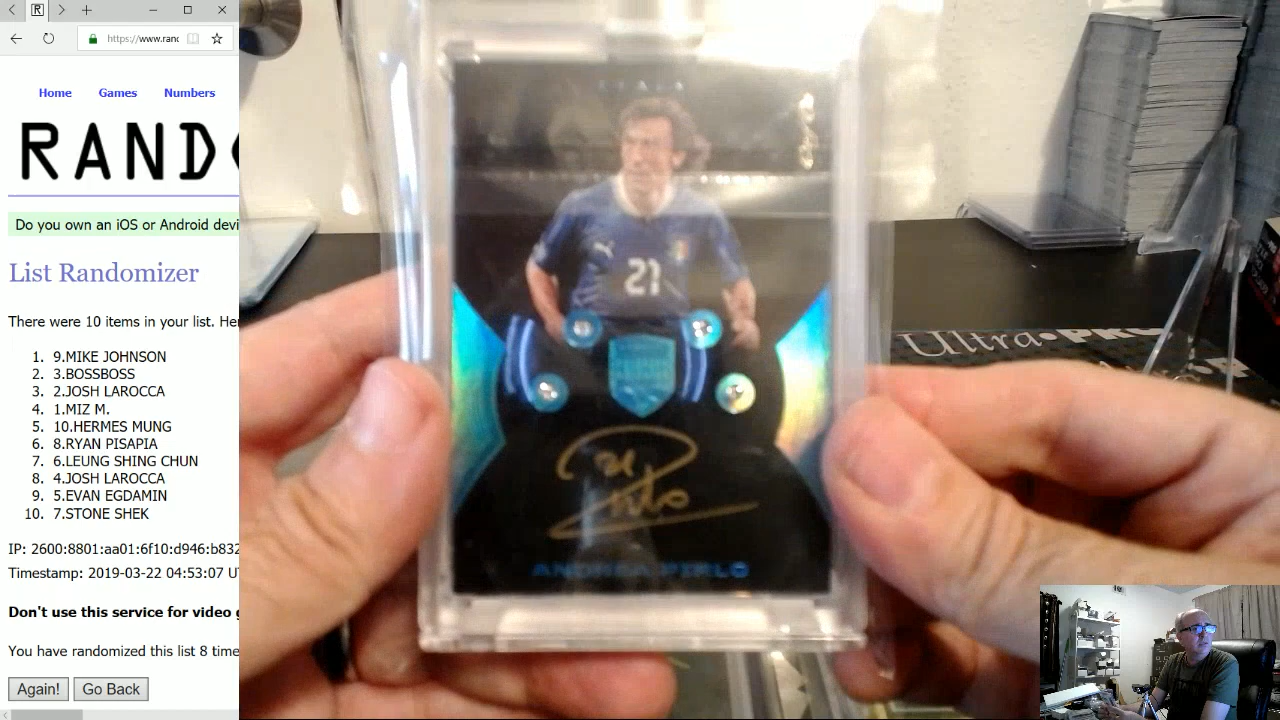 https://www.rand
Home Games Numbers
RANDO
Do you own an iOS or Android devi
List Randomizer
There were 10 items in your list. Her
1. 9.MIKE JOHNSON
2. 3.BOSSBOSS
3. 2.JOSH LAROCCA
4. 1.MIZ M.
5. 10.HERMES MUNG
6. 8.RYAN PISAPIA
7. 6.LEUNG SHING CHUN
8. 4.JOSH LAROCCA
9. 5.EVAN EGDAMIN
10. 7.STONE SHEK
IP: 2600:8801:aa01:6f10:d946:b832
Timestamp: 2019-03-22 04:53:07 U
Don't use this service for video g
You have randomized this list 8 time
Again! Go Back
21
ANDREA PIRLO
Ultra PRO